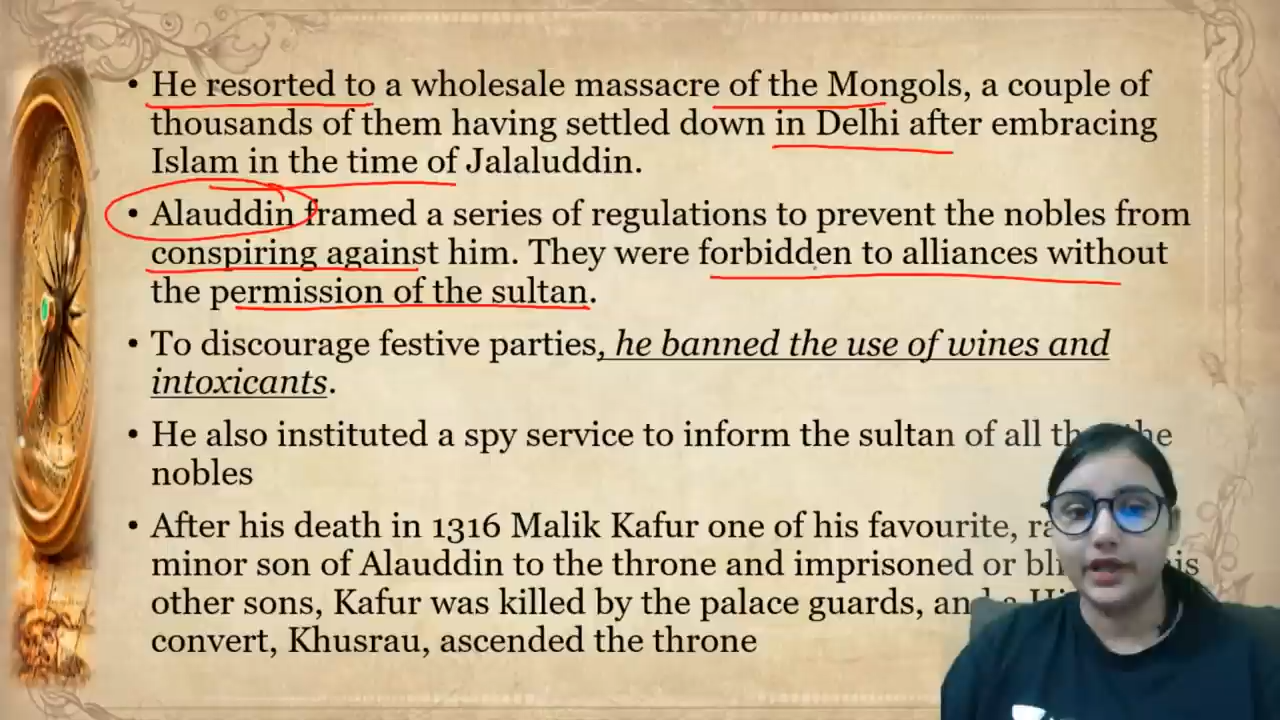 • He resorted to a wholesale massacre of the Mongols, a couple of
thousands of them having settled down in Delhi after embracing
Islam in the time of Jalaluddin.
• Alauddin framed a series of regulations to prevent the nobles from
conspiring against him. They were forbidden to alliances without
the permission of the sultan.
• To discourage festive parties, he banned the use of wines and
intoxicants.
• He also instituted a spy service to inform the sultan of all the
nobles
• After his death in 1316 Malik Kafur one of his favourite,
minor son of Alauddin to the throne and imprisoned or
other sons, Kafur was killed by the palace guards, and a
convert, Khusrau, ascended the throne